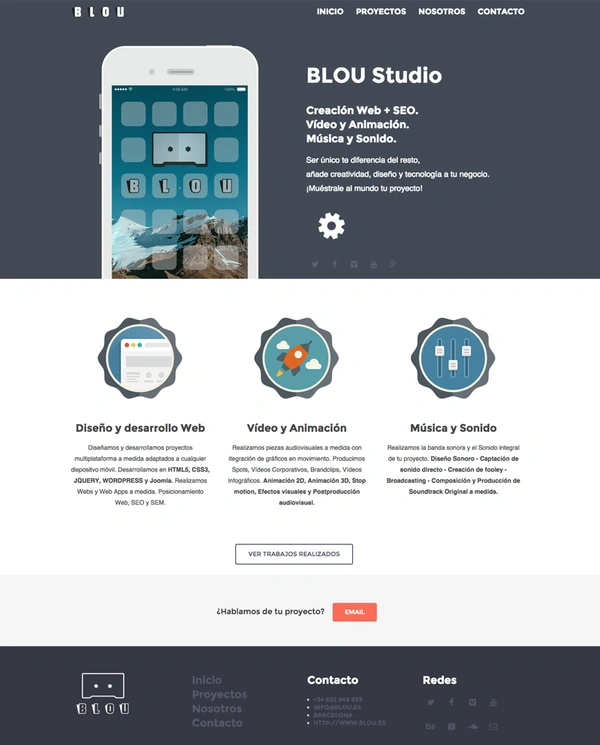 BLOU
INICIO PROYECTOS NOSOTROS CONTACTO
9:00 AM 100%
BLOU
BLOU Studio
Creación Web + SEO.
Vídeo y Animación.
Música y Sonido.
Ser único te diferencia del resto,
añade creatividad, diseño y tecnología a tu negocio.
¡Muéstrale al mundo tu proyecto!
Diseño y desarrollo Web
Diseñamos y desarrollamos proyectos
multiplataforma a medida adaptados a cualquier
dispositivo móvil. Desarrollamos en HTML5, CSS3,
JQUERY, WORDPRESS y Joomla. Realizamos
Webs y Web Apps a medida. Posicionamiento
Web, SEO y SEM.
Vídeo y Animación
Realizamos piezas audiovisuales a medida con
itegración de gráficos en movimiento. Producimos
Spots, Vídeos Corporativos, Brandclips, Vídeos
Infográficos. Animación 2D, Animación 3D, Stop
motion, Efectos visuales y Postproducción
audiovisual.
Música y Sonido
Realizamos la banda sonora y el Sonido integral
de tu proyecto. Diseño Sonoro - Captación de
sonido directo - Creación de fooley -
Broadcasting - Composición y Producción de
Soundtrack Original a medida.
VER TRABAJOS REALIZADOS
¿Hablamos de tu proyecto? EMAIL
BLOU
Inicio
Proyectos
Nosotros
Contacto
Contacto
INFO@BLOU.ES
BARCELONA
HTTP://WWW.BLOU.ES
Redes
Bē